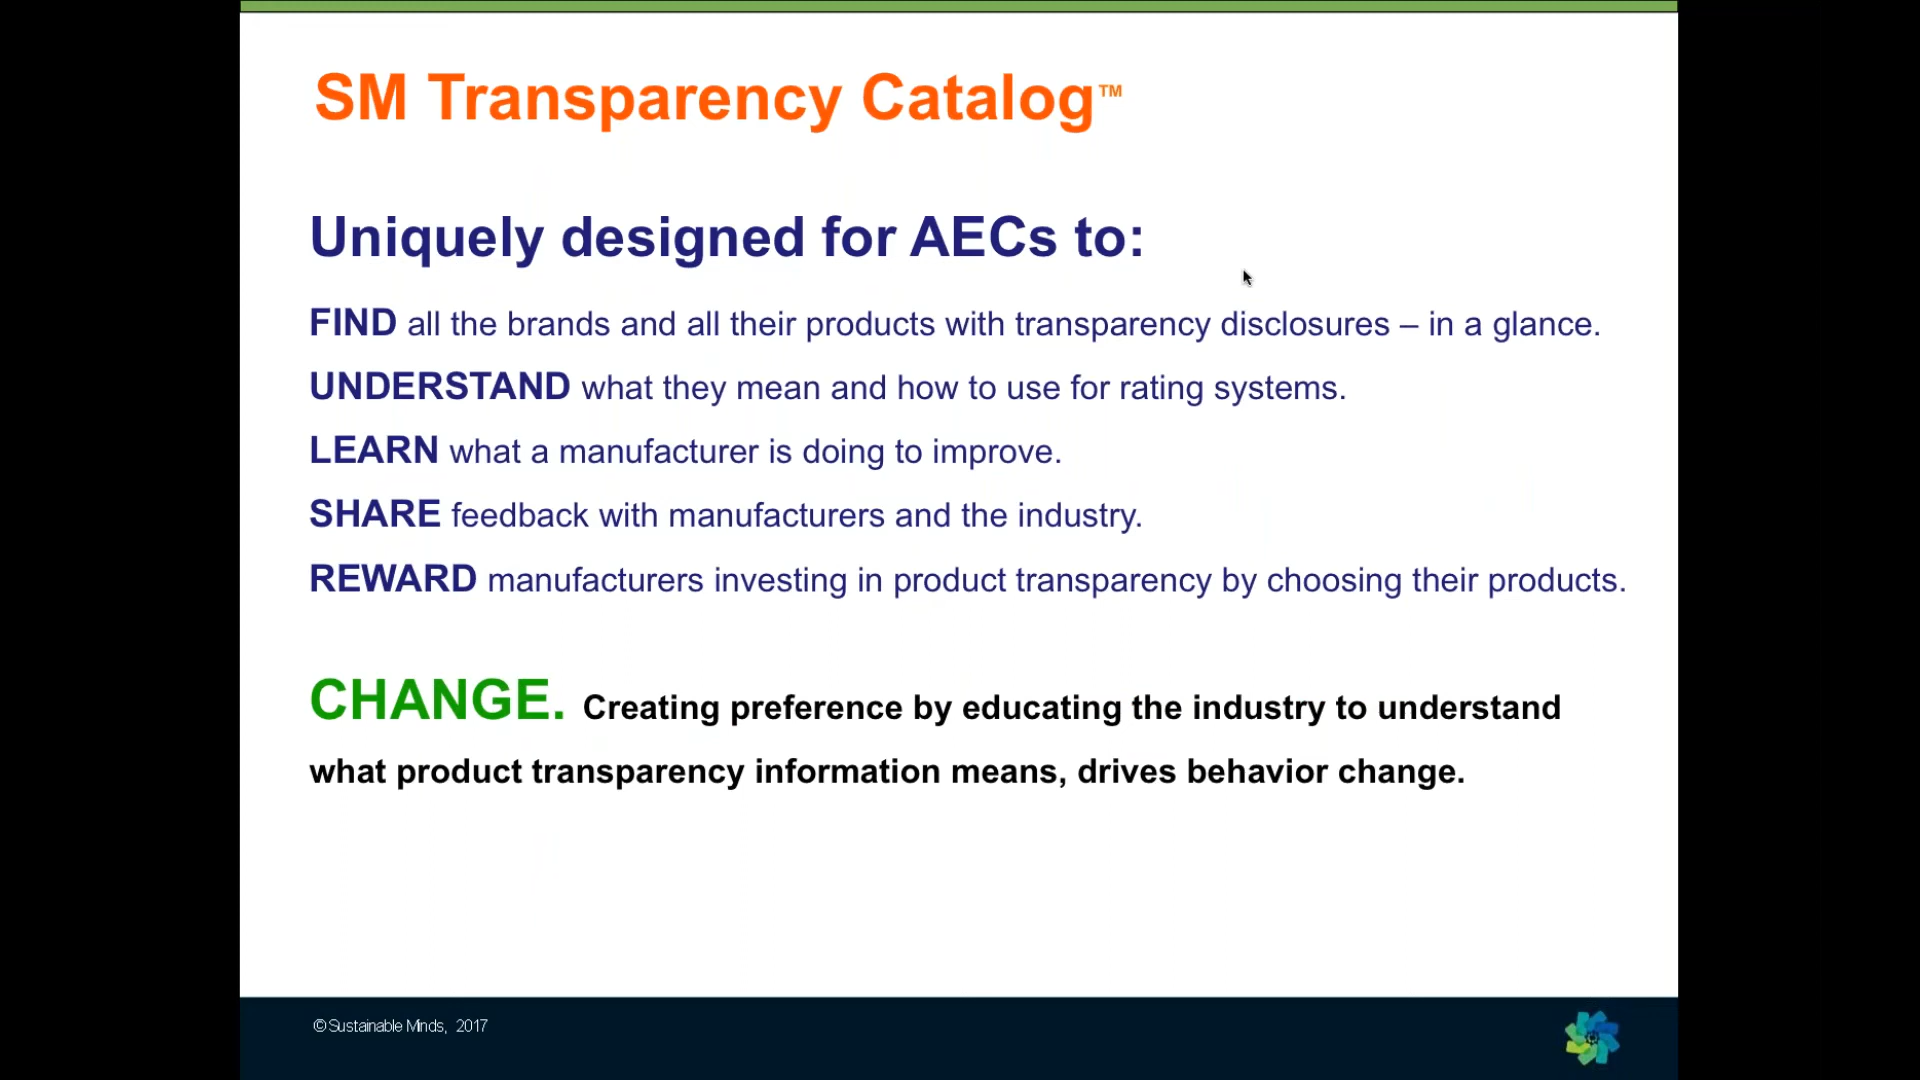 SM Transparency Catalog™
Uniquely designed for AECs to:
FIND all the brands and all their products with transparency disclosures – in a glance.
UNDERSTAND what they mean and how to use for rating systems.
LEARN what a manufacturer is doing to improve.
SHARE feedback with manufacturers and the industry.
REWARD manufacturers investing in product transparency by choosing their products.
CHANGE. Creating preference by educating the industry to understand
what product transparency information means, drives behavior change.
© Sustainable Minds, 2017